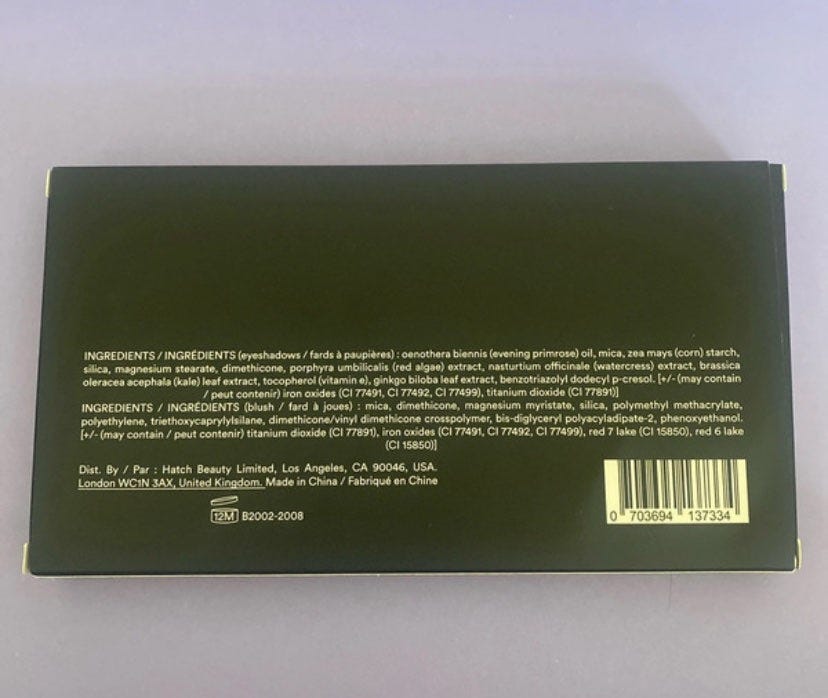 INGREDIENTS / INGRÉDIENTS (eyeshadows / fards à paupières) : oenothera biennis (evening primrose) oil, mica, zea mays (corn) starch,
silica, magnesium stearate, dimethicone, porphyra umbilicalis (red algae) extract, nasturtium officinale (watercress) extract, brassica
oleracea acephala (kale) leaf extract, tocopherol (vitamin e), ginkgo biloba leaf extract, benzotriazolyl dodecyl p-cresol. [+/- (may contain
/ peut contenir) iron oxides (CI 77491, CI 77492, CI 77499), titanium dioxide (CI 77891)]
INGREDIENTS / INGRÉDIENTS (blush / fard à joues) : mica, dimethicone, magnesium myristate, silica, polymethyl methacrylate,
polyethylene, triethoxycaprylylsilane, dimethicone/vinyl dimethicone crosspolymer, bis-diglyceryl polyacyladipate-2, phenoxyethanol.
[+/- (may contain / peut contenir) titanium dioxide (CI 77891), iron oxides (CI 77491, CI 77492, CI 77499), red 7 lake (CI 15850), red 6 lake
(CI 15850)]
Dist. By / Par : Hatch Beauty Limited, Los Angeles, CA 90046, USA.
London WC1N 3AX, United Kingdom. Made in China / Fabriqué en Chine
12M B2002-2008
0 703694 137334